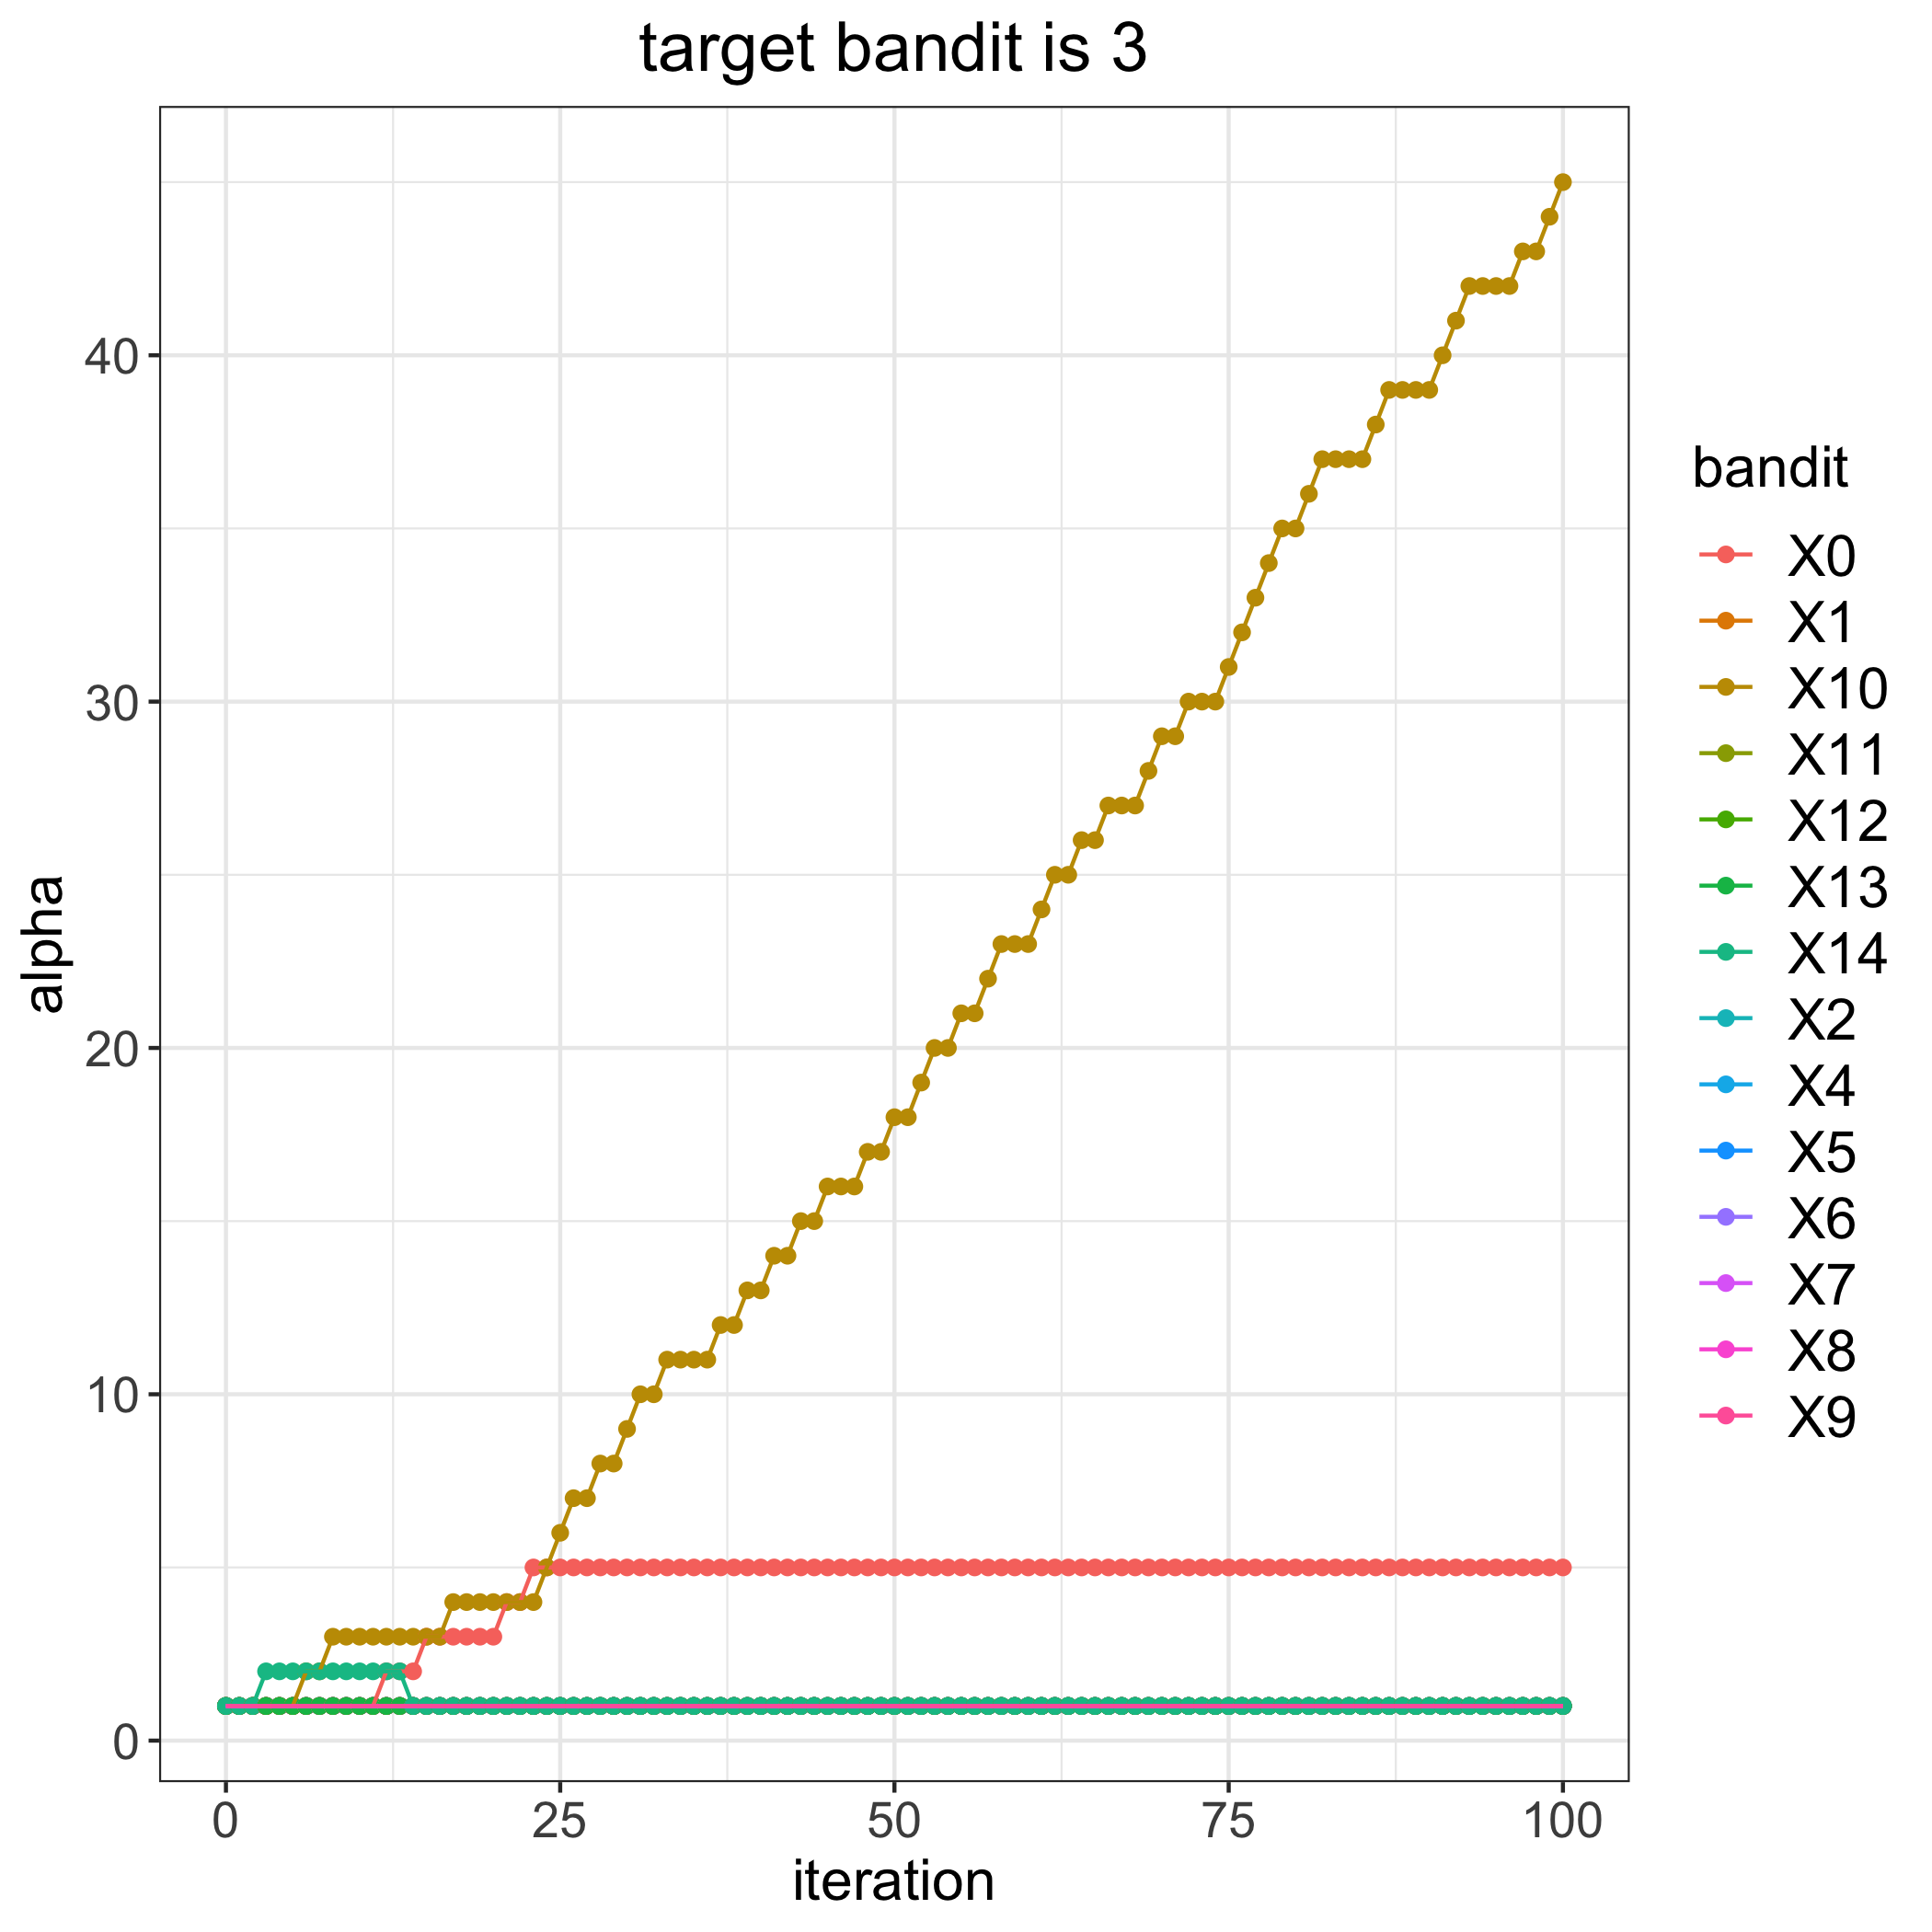 target bandit is 3
alpha
40
30
20
10
0
0 25 50 75 100
iteration
bandit
X0
X1
X10
X11
X12
X13
X14
X2
X4
X5
X6
X7
X8
X9